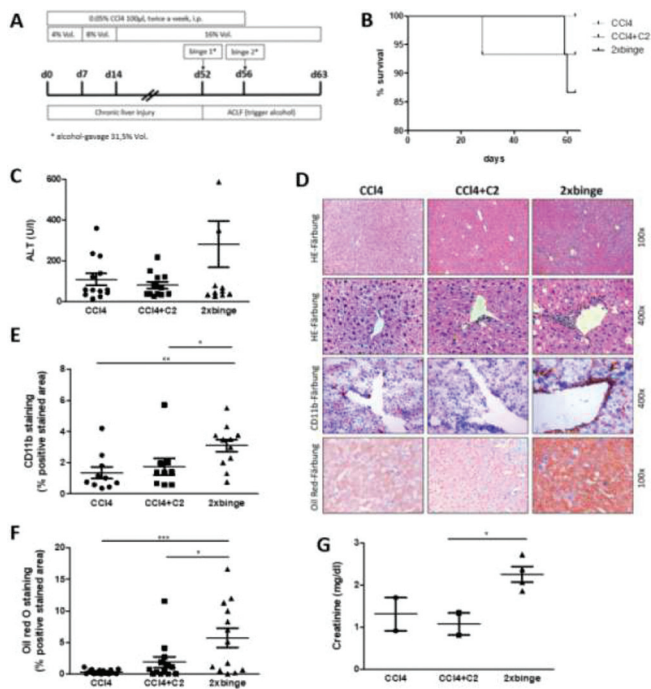 A
0.05% CCl4 100µl, twice a week, i.p.
4% Vol. 8% Vol. 16% Vol.
binge 1* binge 2*
d0 d7 d14 d52 d56 d63
Chronic liver injury ACLF (trigger alcohol)
* alcohol-gavage 31,5% Vol.
B
% survival
100
95
90
85
80
0 20 40 60
days
CCl4
CCl4+C2
2xbinge
C
ALT (U/l)
600
400
200
0
CCl4 CCl4+C2 2xbinge
D
CCl4 CCl4+C2 2xbinge
HE-Färbung 100x
HE-Färbung 400x
CD11b-Färbung 400x
Oil Red-Färbung 100x
E
CD11b staining
(% positive stained area)
8
6
4
2
0
*
**
CCl4 CCl4+C2 2xbinge
F
Oil red O staining
(% positive stained area)
20
15
10
5
0
***
*
CCl4 CCl4+C2 2xbinge
G
Creatinine (mg/dl)
3
2
1
0
*
CCl4 CCl4+C2 2xbinge